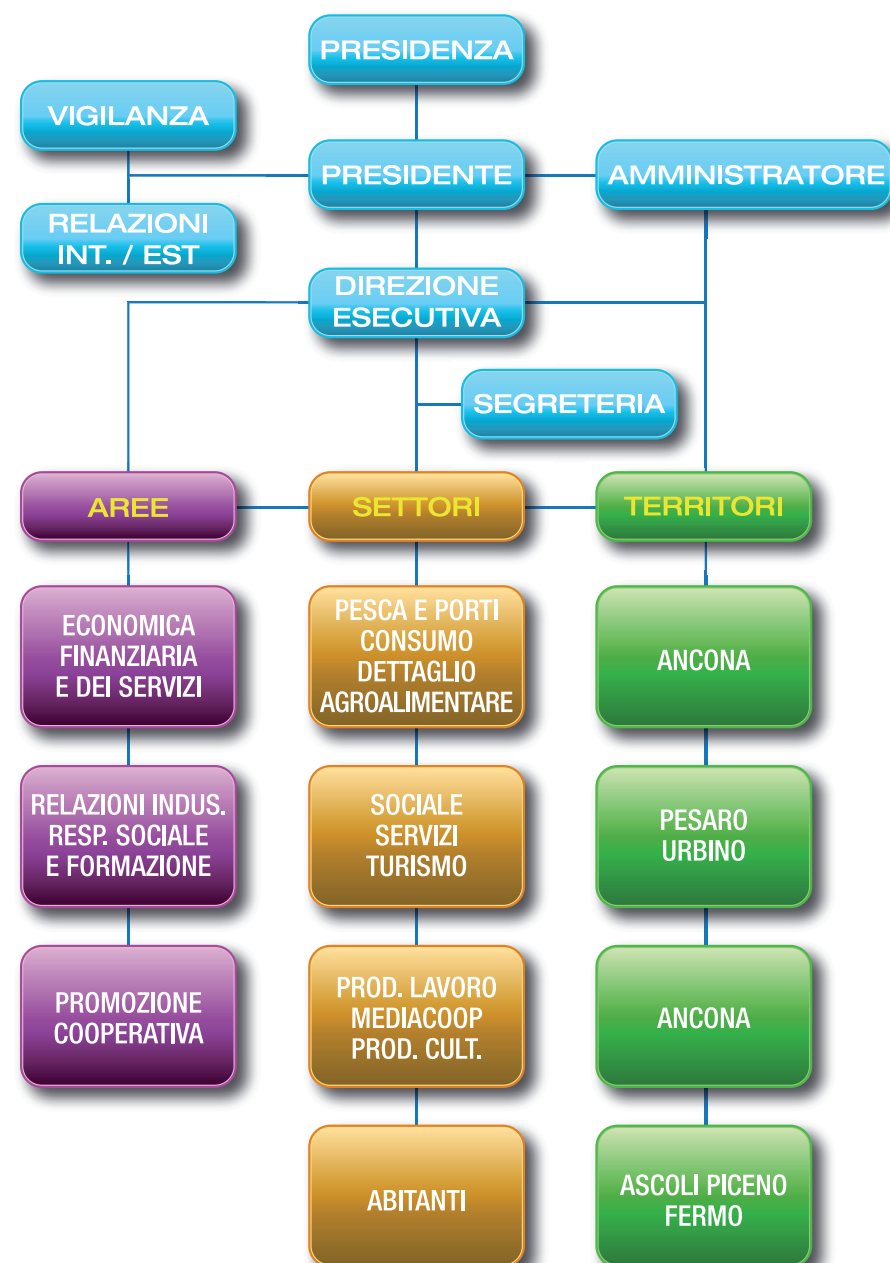 PRESIDENZA
VIGILANZA
PRESIDENTE
AMMINISTRATORE
RELAZIONI
INT. / EST
DIREZIONE
ESECUTIVA
SEGRETERIA
AREE
SETTORI
TERRITORI
ECONOMICA
FINANZIARIA
E DEI SERVIZI
PESCA E PORTI
CONSUMO
DETTAGLIO
AGROALIMENTARE
ANCONA
RELAZIONI INDUS.
RESP. SOCIALE
E FORMAZIONE
SOCIALE
SERVIZI
TURISMO
PESARO
URBINO
PROMOZIONE
COOPERATIVA
PROD. LAVORO
MEDIACOOP
PROD. CULT.
ANCONA
ABITANTI
ASCOLI PICENO
FERMO